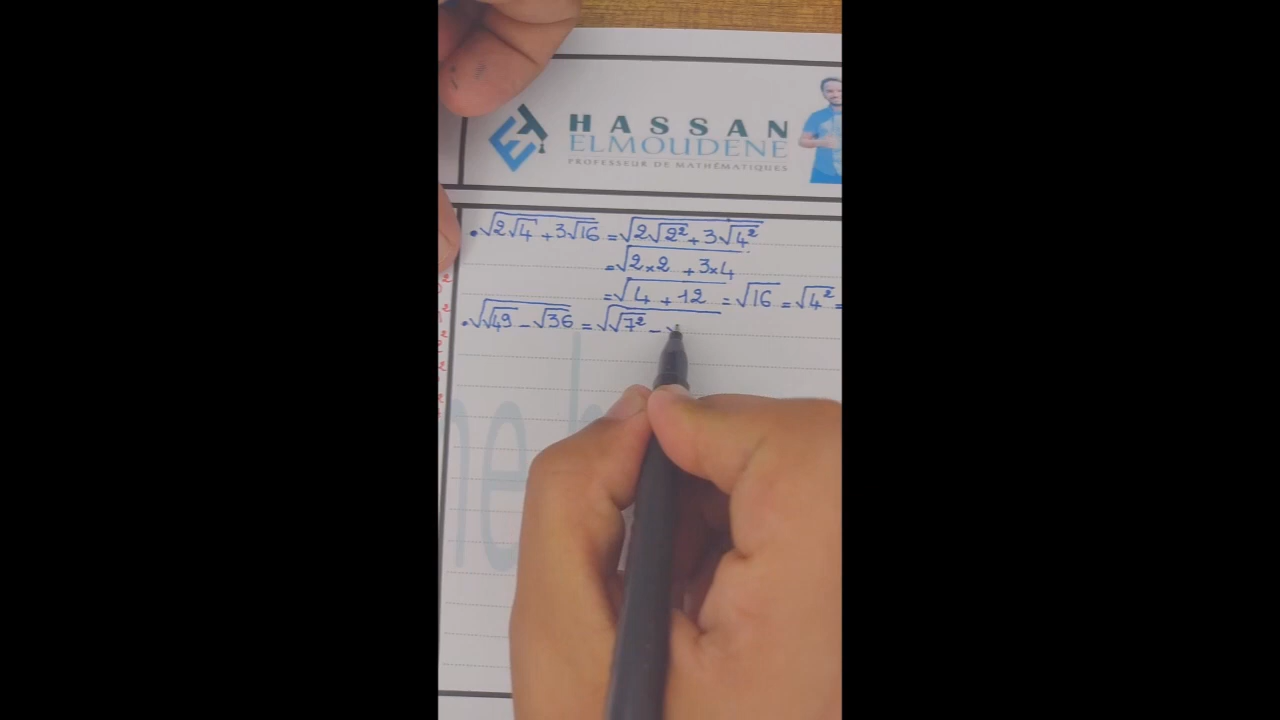 HASSAN
ELMOUDENE
PROFESSEUR DE MATHÉMATIQUES
• √(2√4 + 3√16) = √(2√2² + 3√4²)
= √(2×2 + 3×4)
= √(4 + 12) = √16 = √4² =
• √(√49 - √36) = √(√7² - √